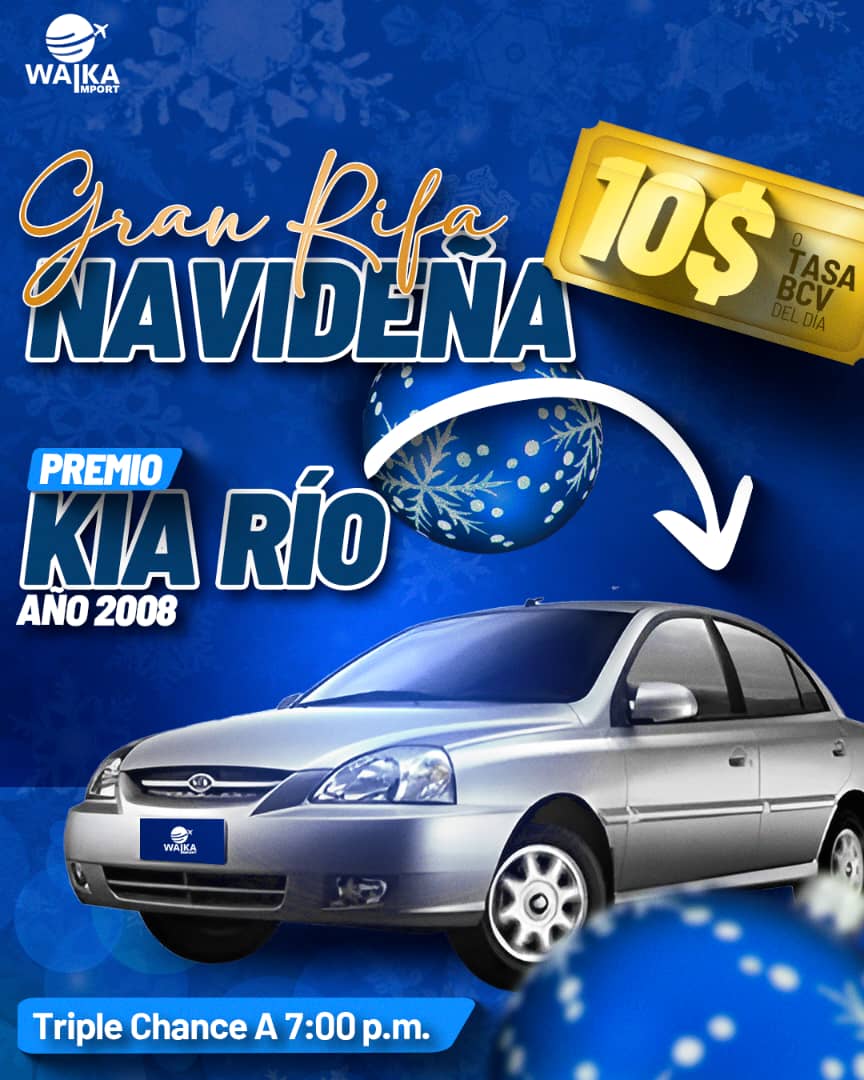 WAIKA
IMPORT
Gran Rifa
NAVIDEÑA
10$
O
TASA
BCV
DEL DÍA
PREMIO
KIA RÍO
AÑO 2008
WAIKA
IMPORT
Triple Chance A 7:00 p.m.